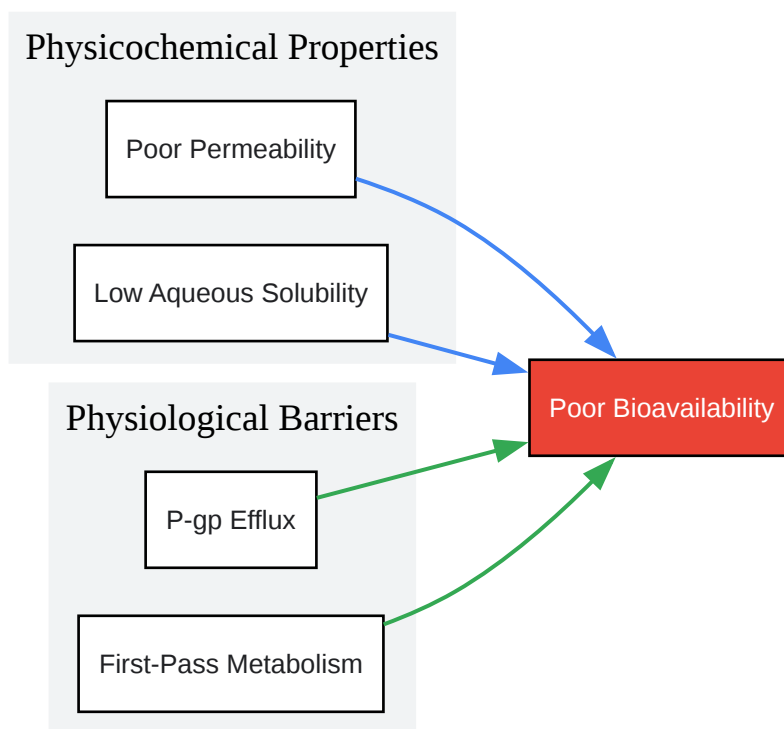 Physicochemical Properties
Poor Permeability
Low Aqueous Solubility
Poor Bioavailability
Physiological Barriers
P-gp Efflux
First-Pass Metabolism